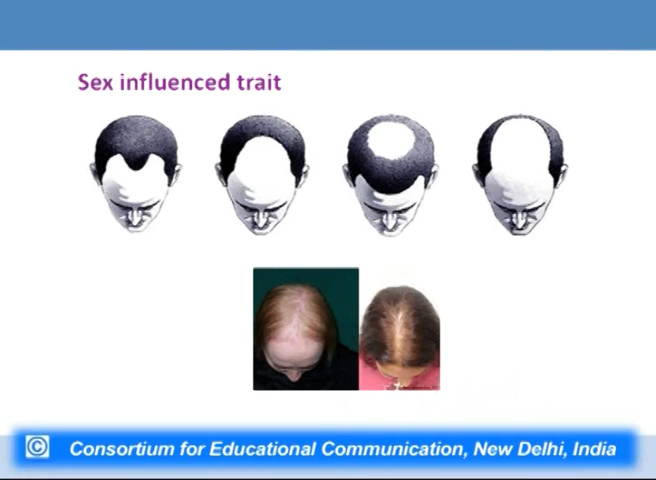 Sex influenced trait
© Consortium for Educational Communication, New Delhi, India